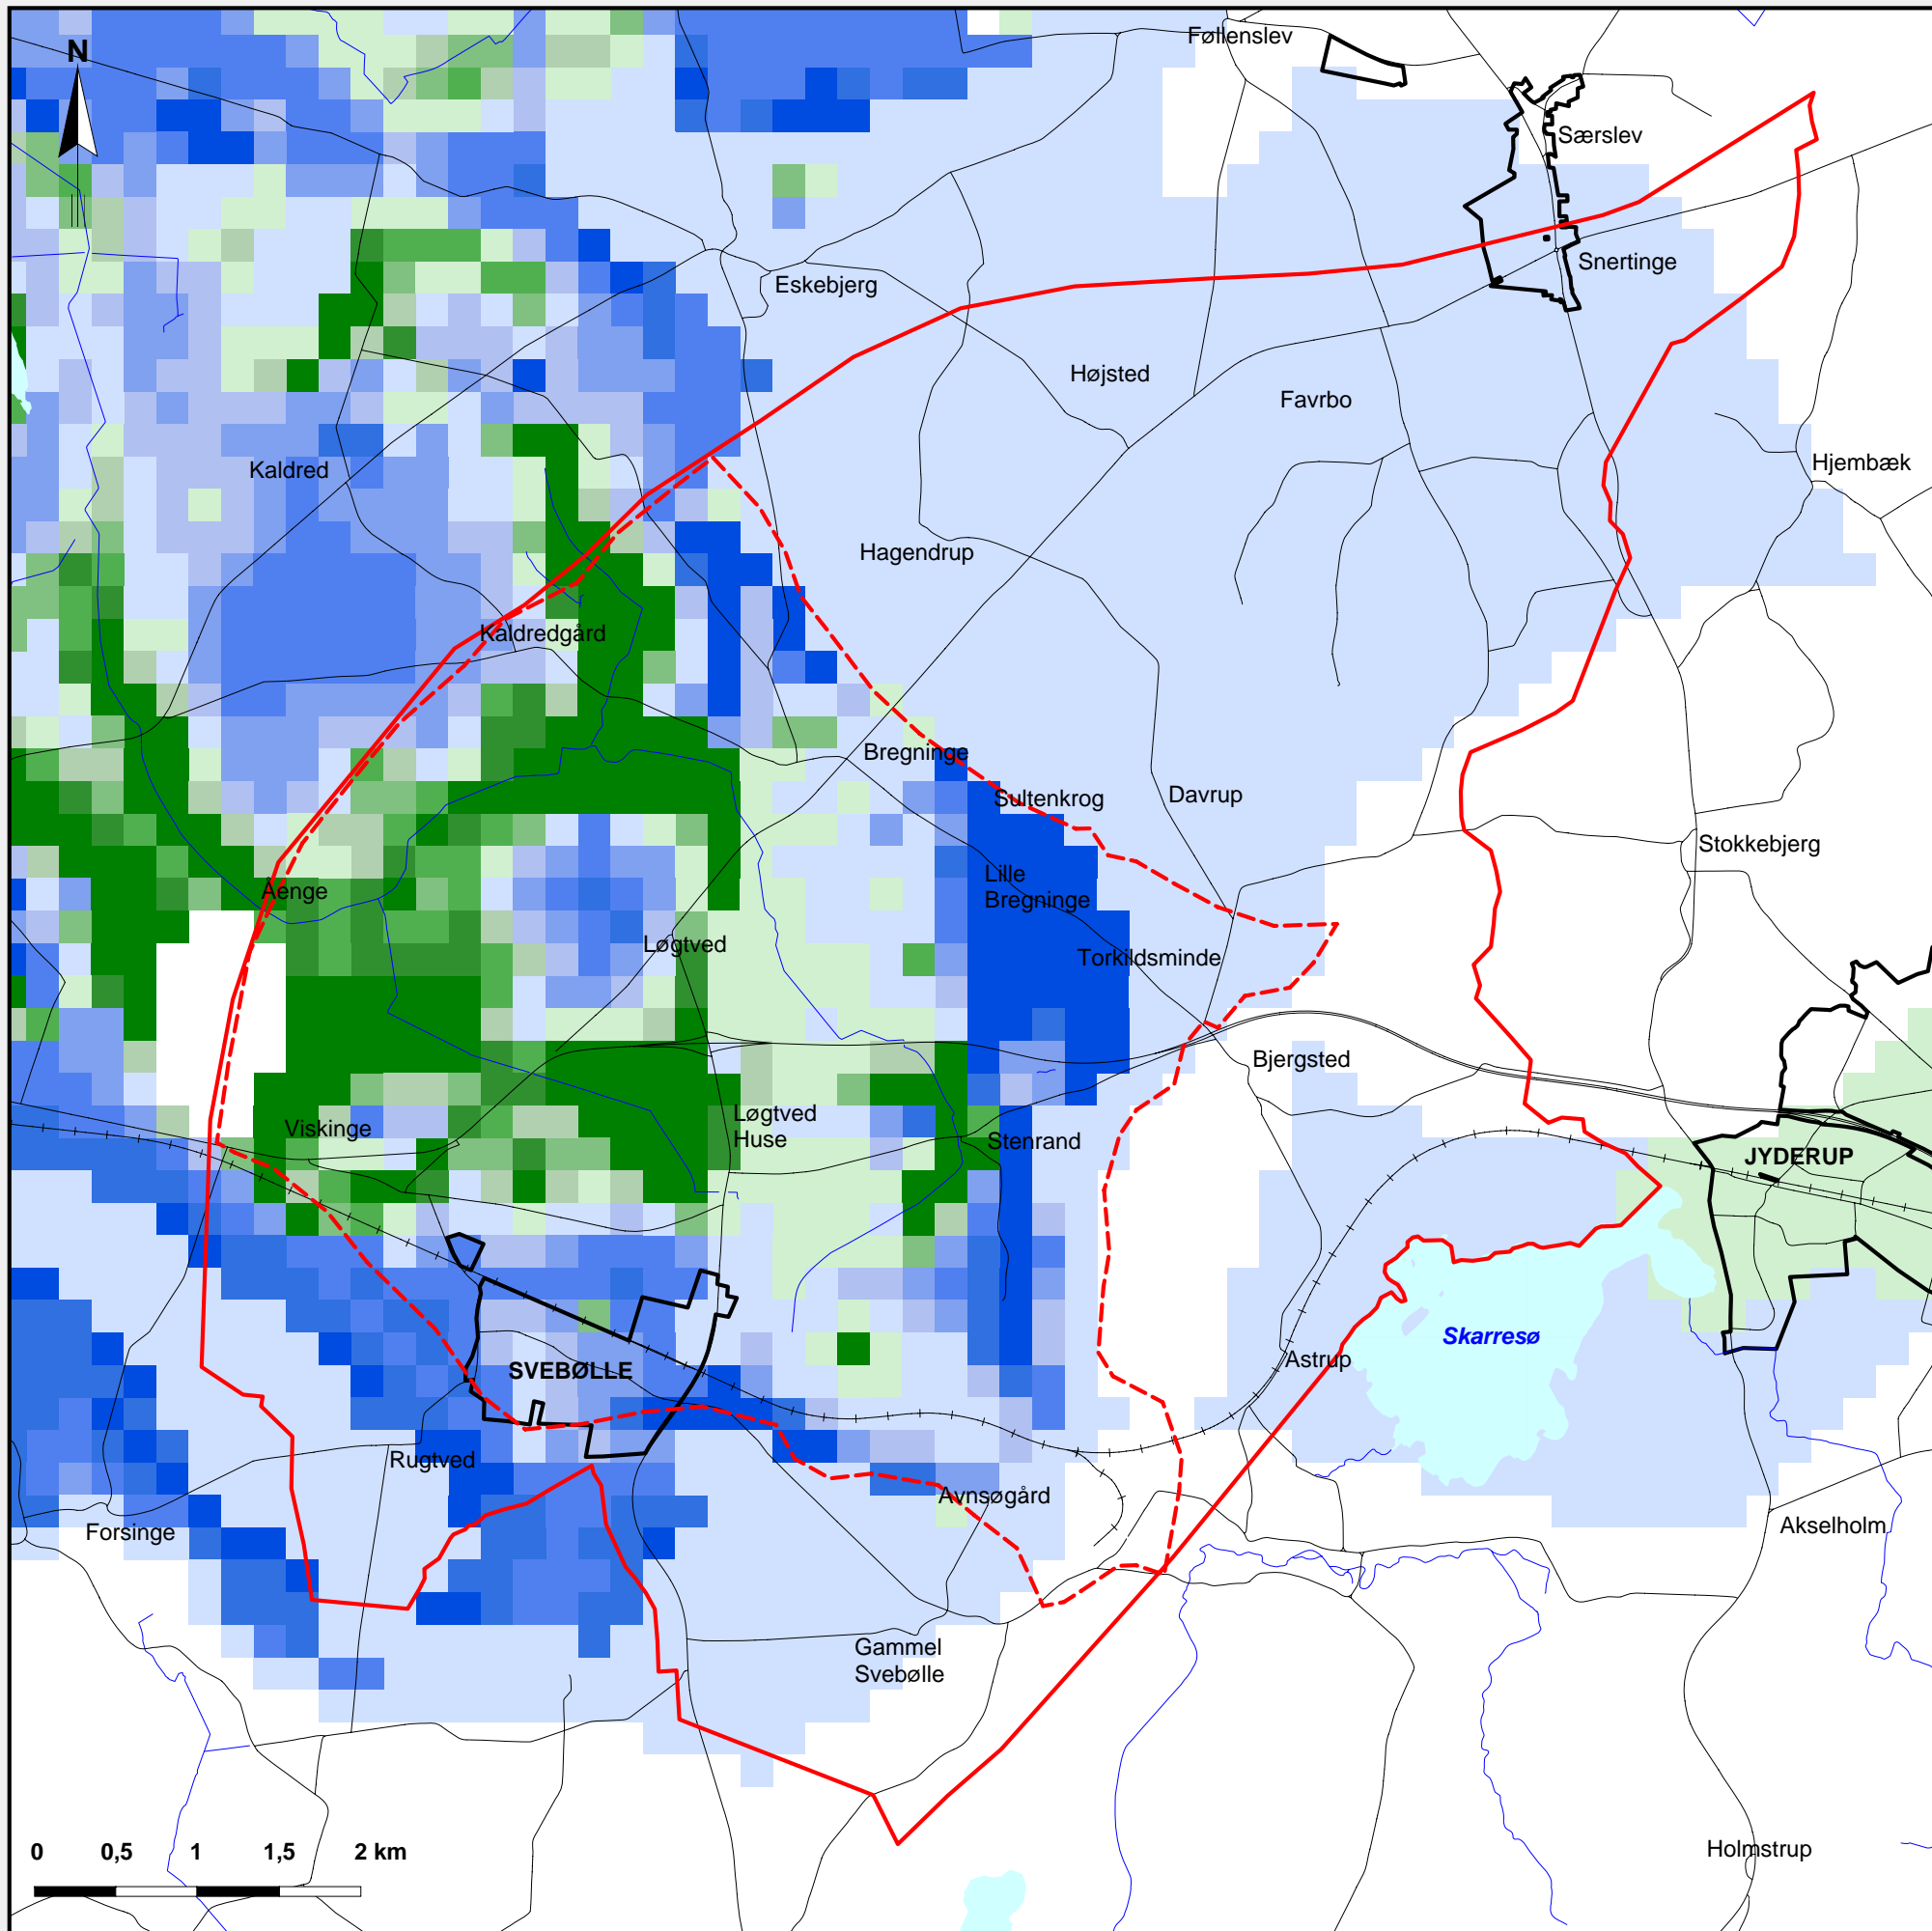 Føllenslev
N
Særslev
Snertinge
Eskebjerg
Højsted
Favrbo
Kaldred
Hjembæk
Hagendrup
Kaldredgård
Bregninge
Sultenkrog
Davrup
Stokkebjerg
Lille
Bregninge
Aenge
Løgtved
Torkildsminde
Bjergsted
Løgtved
Huse
Viskinge
Stenrand
JYDERUP
Skarresø
Astrup
SVEBØLLE
Rugtved
Avnsøgård
Forsinge
Akselholm
Gammel
Svebølle
Holmstrup
0 0,5 1 1,5 2 km